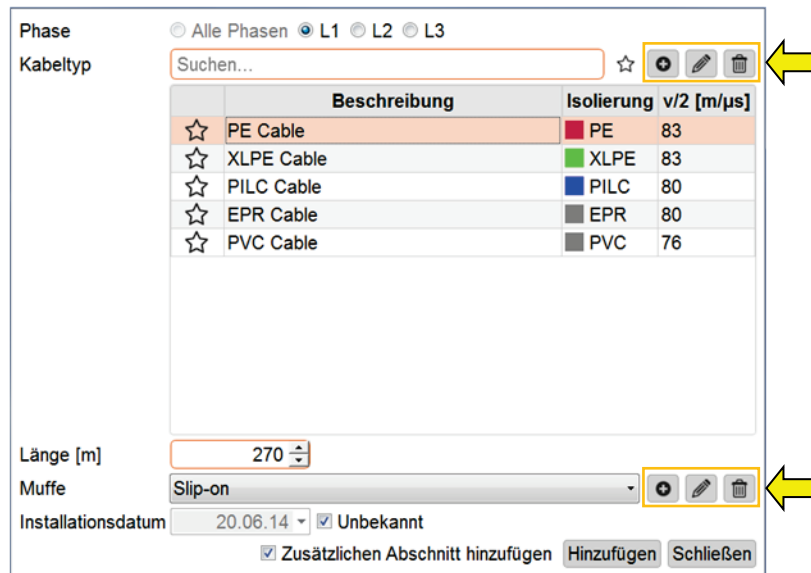 Phase Alle Phasen L1 L2 L3
Kabeltyp Suchen...
Beschreibung Isolierung v/2 [m/µs]
PE Cable PE 83
XLPE Cable XLPE 83
PILC Cable PILC 80
EPR Cable EPR 80
PVC Cable PVC 76
Länge [m] 270
Muffe Slip-on
Installationsdatum 20.06.14 Unbekannt
Zusätzlichen Abschnitt hinzufügen Hinzufügen Schließen